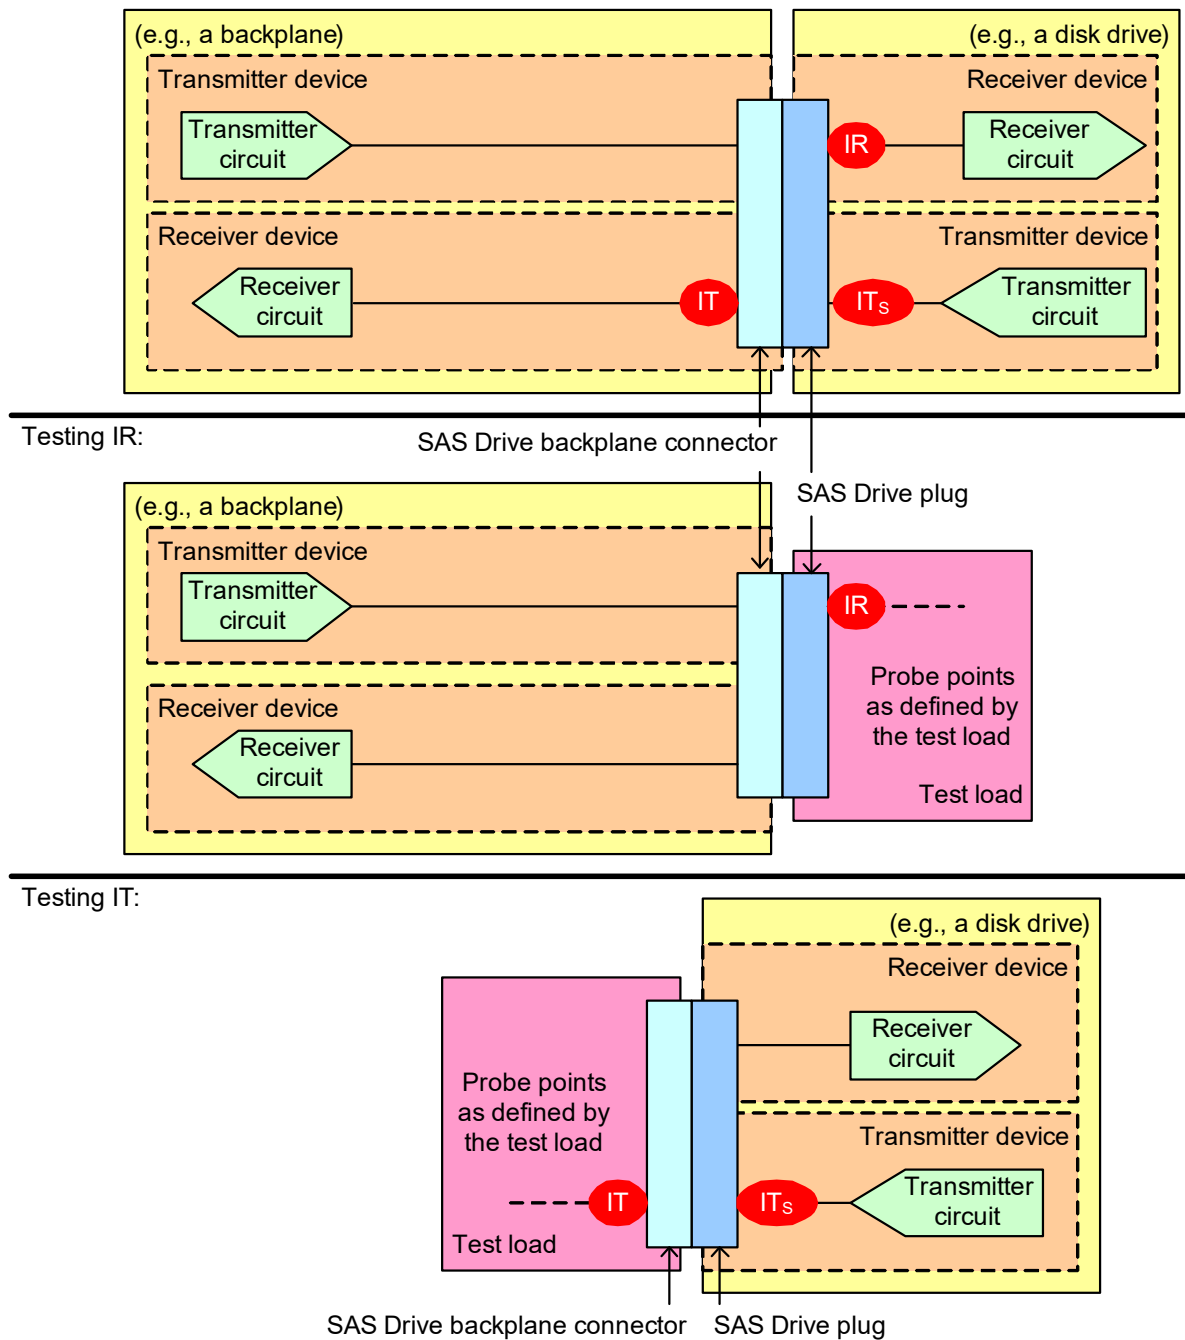 (e.g., a backplane)
(e.g., a disk drive)
Transmitter device
Receiver device
Transmitter
circuit
IR
Receiver
circuit
Receiver device
Transmitter device
Receiver
circuit
IT
ITS
Transmitter
circuit
Testing IR:
SAS Drive backplane connector
SAS Drive plug
(e.g., a backplane)
Transmitter device
Transmitter
circuit
IR
Probe points
as defined by
the test load
Receiver device
Receiver
circuit
Test load
Testing IT:
(e.g., a disk drive)
Receiver device
Receiver
circuit
Probe points
as defined by
the test load
Transmitter device
IT
ITS
Transmitter
circuit
Test load
SAS Drive backplane connector
SAS Drive plug